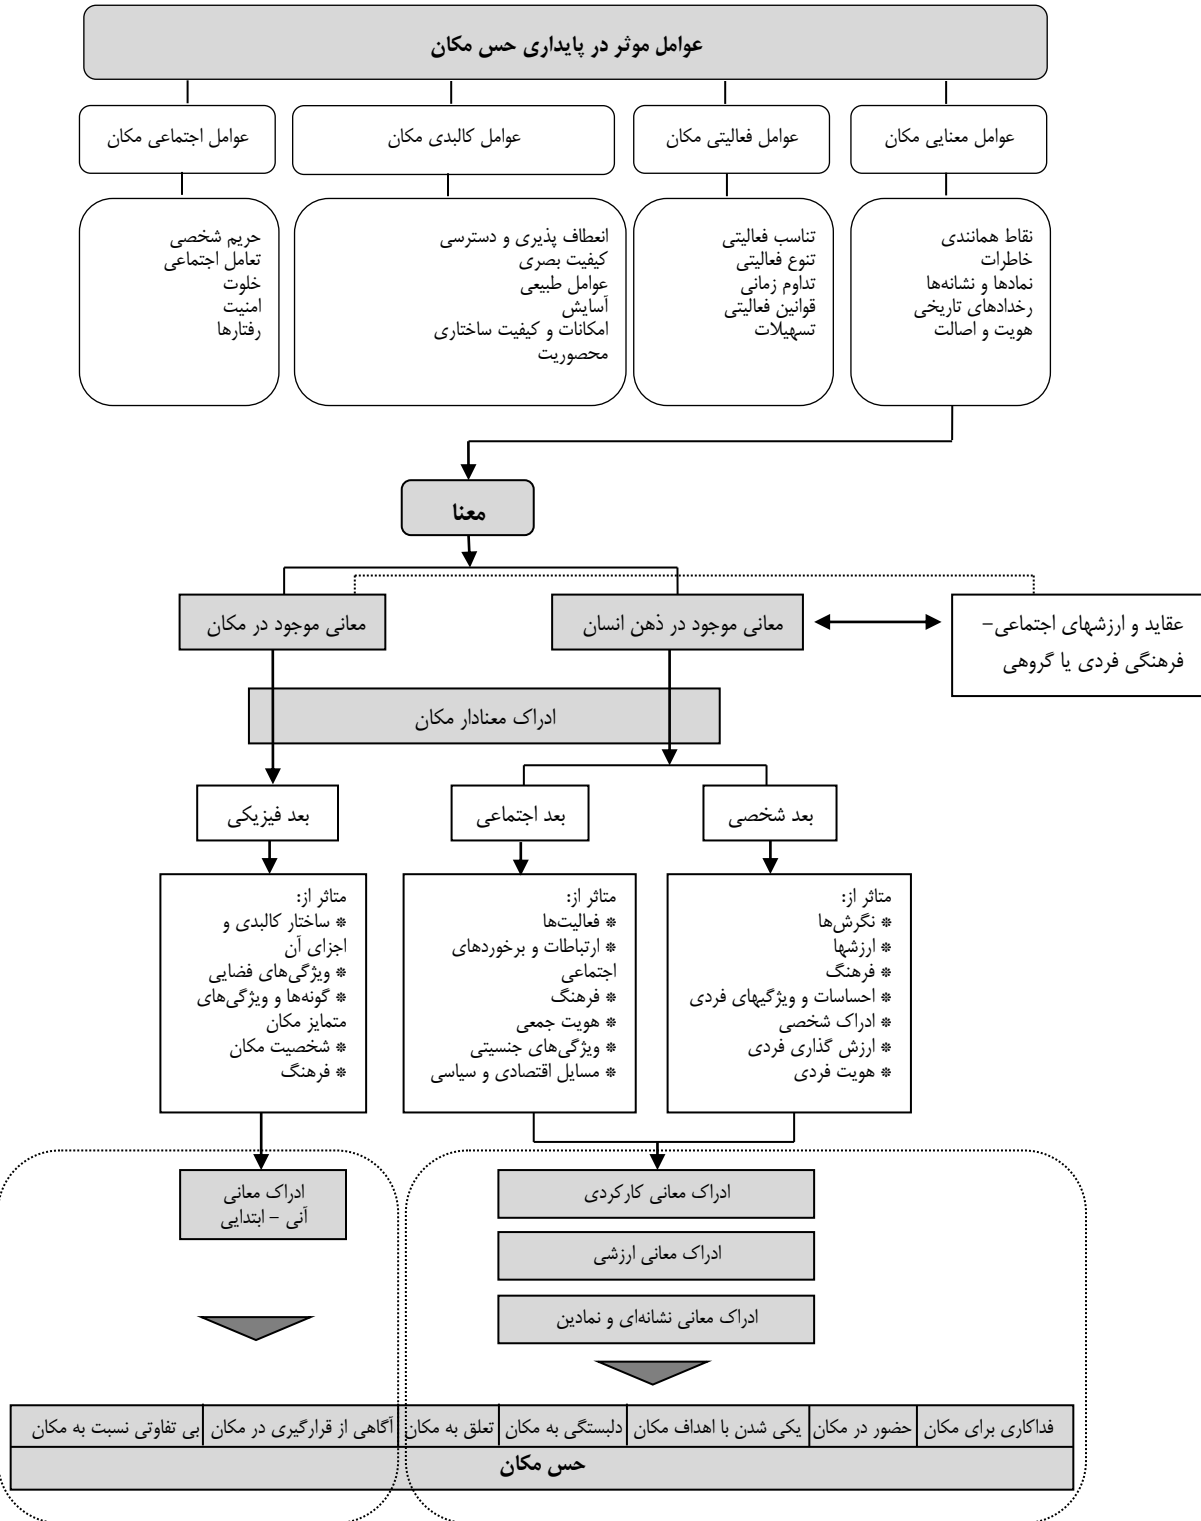 عوامل موثر در پایداری حس مکان
عوامل معنایی مکان
عوامل فعالیتی مکان
عوامل کالبدی مکان
عوامل اجتماعی مکان
نقاط همانندی
خاطرات
نمادها و نشانه‌ها
رخدادهای تاریخی
هویت و اصالت
تناسب فعالیتی
تنوع فعالیتی
تداوم زمانی
قوانین فعالیتی
تسهیلات
انعطاف پذیری و دسترسی
کیفیت بصری
عوامل طبیعی
آسایش
امکانات و کیفیت ساختاری
محصوریت
حریم شخصی
تعامل اجتماعی
خلوت
امنیت
رفتارها
معنا
عقاید و ارزشهای اجتماعی–
فرهنگی فردی یا گروهی
معانی موجود در ذهن انسان
معانی موجود در مکان
ادراک معنادار مکان
بعد شخصی
بعد اجتماعی
بعد فیزیکی
متاثر از:
* نگرش‌ها
* ارزشها
* فرهنگ
* احساسات و ویژگیهای فردی
* ادراک شخصی
* ارزش گذاری فردی
* هویت فردی
متاثر از:
* فعالیت‌ها
* ارتباطات و برخوردهای
اجتماعی
* فرهنگ
* هویت جمعی
* ویژگی‌های جنسیتی
* مسایل اقتصادی و سیاسی
متاثر از:
* ساختار کالبدی و
اجزای آن
* ویژگی‌های فضایی
* گونه‌ها و ویژگی‌های
متمایز مکان
* شخصیت مکان
* فرهنگ
ادراک معانی کارکردی
ادراک معانی ارزشی
ادراک معانی نشانه‌ای و نمادین
ادراک معانی
آنی – ابتدایی
فداکاری برای مکان
حضور در مکان
یکی شدن با اهداف مکان
دلبستگی به مکان
تعلق به مکان
آگاهی از قرارگیری در مکان
بی تفاوتی نسبت به مکان
حس مکان